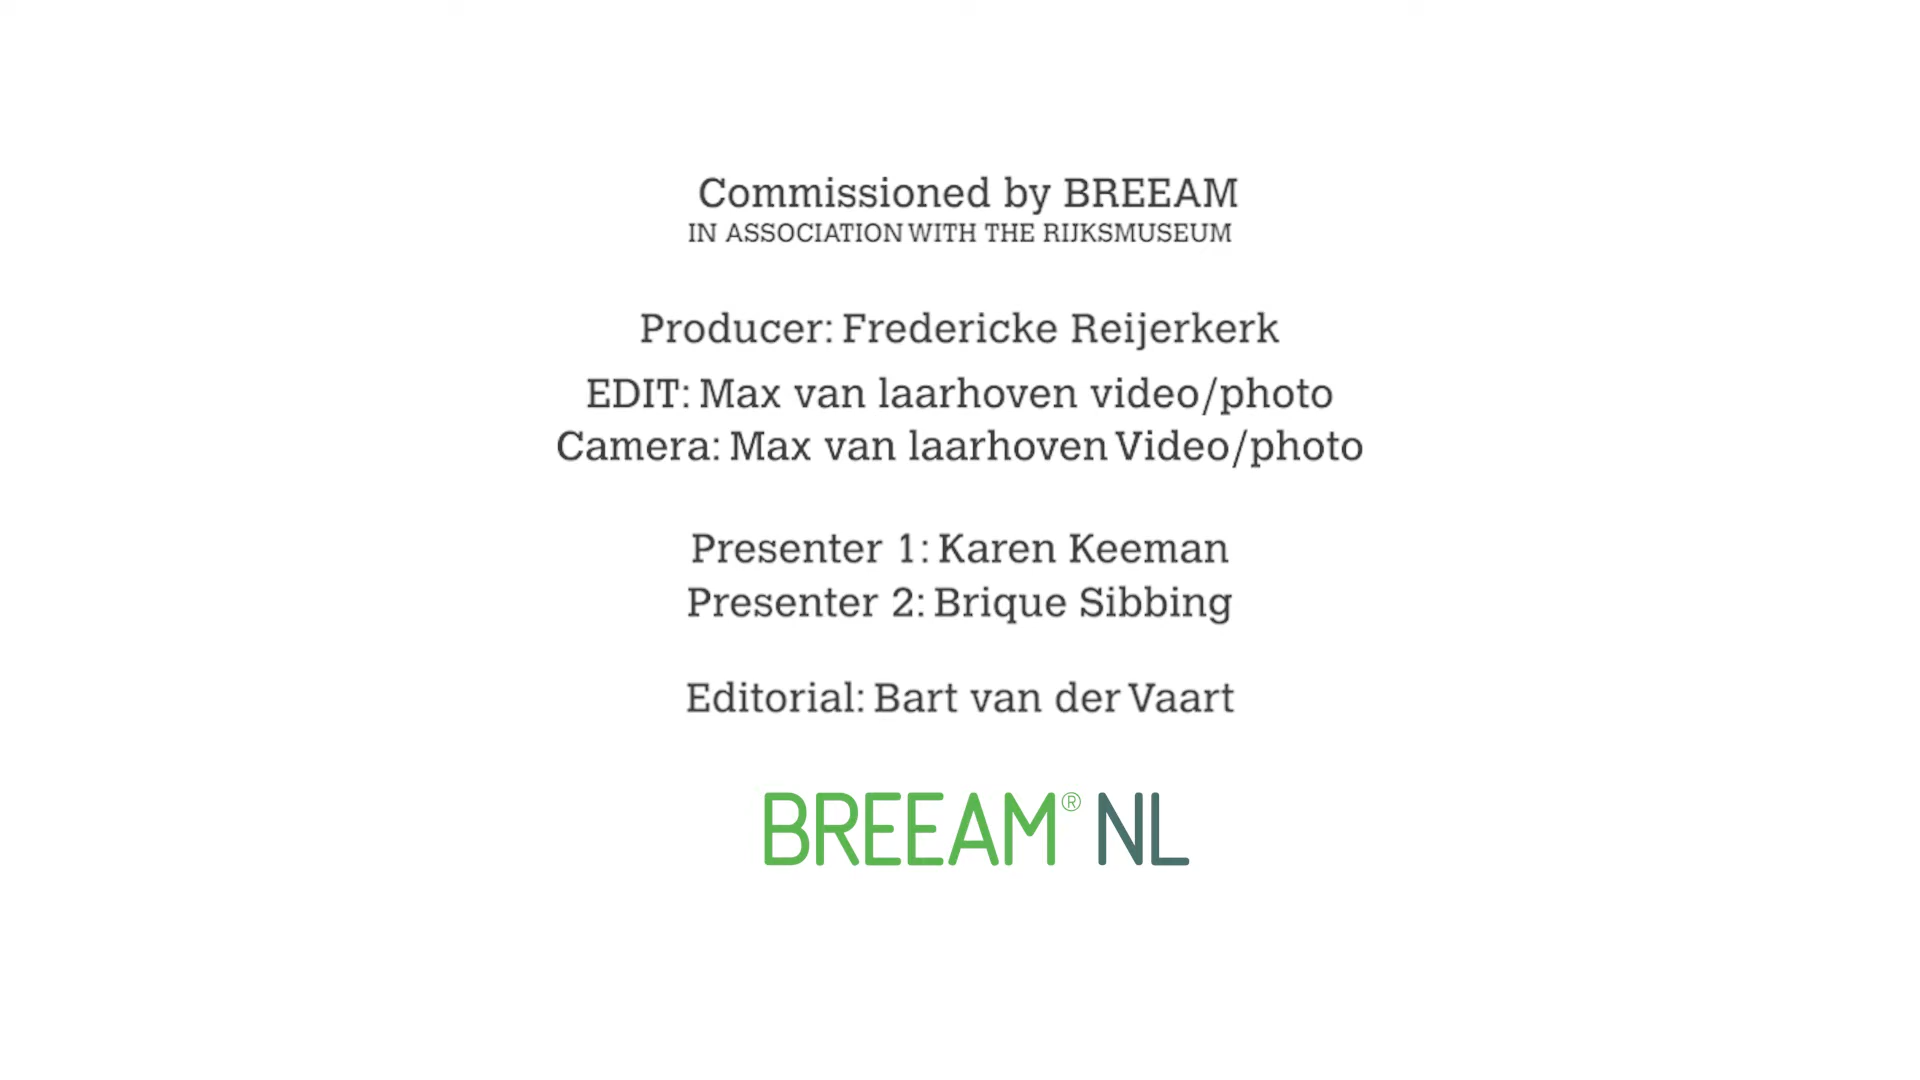 Commissioned by BREEAM
IN ASSOCIATION WITH THE RIJKSMUSEUM
Producer: Fredericke Reijerkerk
EDIT: Max van laarhoven video/photo
Camera: Max van laarhoven Video/photo
Presenter 1: Karen Keeman
Presenter 2: Brique Sibbing
Editorial: Bart van der Vaart
BREEAM® NL